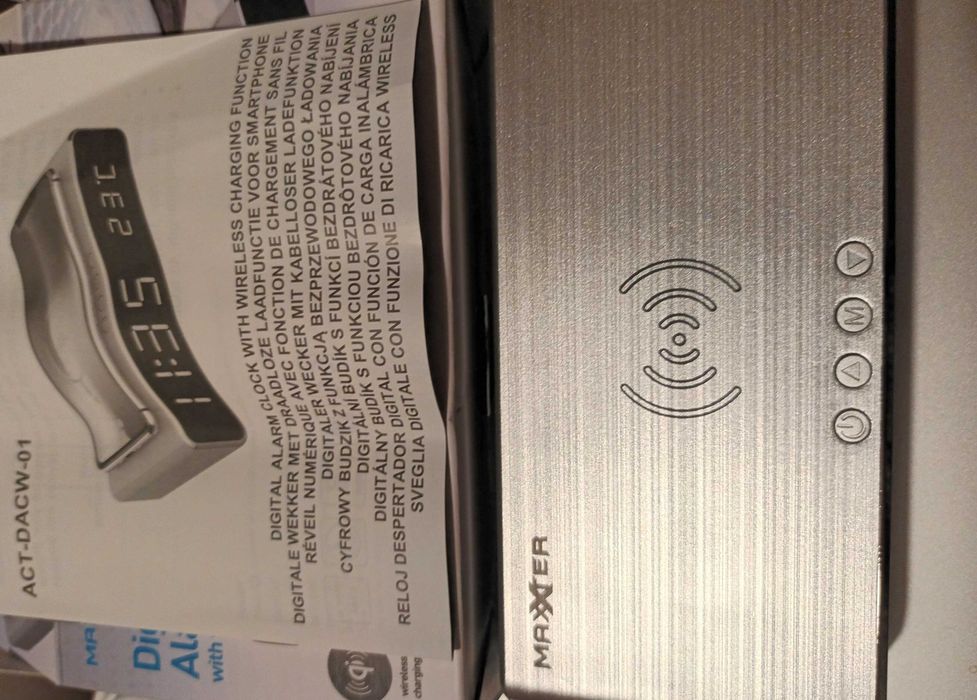 ACT-DACW-01
11:35 23°C
DIGITAL ALARM CLOCK WITH WIRELESS CHARGING FUNCTION
DIGITALE WEKKER MET DRAADLOZE LAADFUNCTIE VOOR SMARTPHONE
RÉVEIL NUMÉRIQUE AVEC FONCTION DE CHARGEMENT SANS FIL
DIGITALER WECKER MIT KABELLOSER LADEFUNKTION
CYFROWY BUDZIK Z FUNKCJĄ BEZPRZEWODOWEGO ŁADOWANIA
DIGITÁLNÍ BUDÍK S FUNKCÍ BEZDRÁTOVÉHO NABÍJENÍ
DIGITÁLNY BUDÍK S FUNKCIOU BEZDRÔTOVÉHO NABÍJANIA
RELOJ DESPERTADOR DIGITAL CON FUNCIÓN DE CARGA INALÁMBRICA
SVEGLIA DIGITALE CON FUNZIONE DI RICARICA WIRELESS
with
wireless
charging
MAXXTER
M